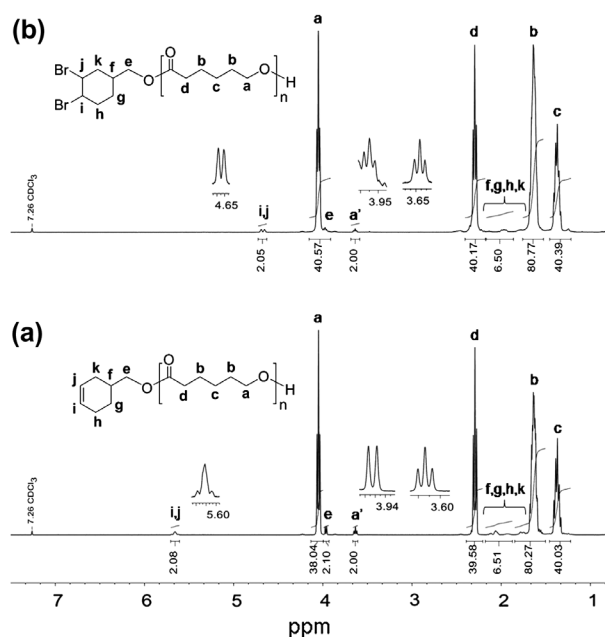 (b)
a
d
b
O
k
j
f
e
b
b
Br
O
O
H
c
Br
i
g
d
c
a
n
h
7.26 CDCl3
4.65
3.95
3.65
f,g,h,k
i,j
e
a'
2.05
40.57
2.00
40.17
6.50
80.77
40.39
(a)
a
d
O
k
b
b
j
f
e
b
O
O
H
i
g
d
c
a
n
c
h
7.26 CDCl3
5.60
3.94
3.60
f,g,h,k
i,j
e
a'
2.08
38.04
2.10
2.00
39.58
6.51
80.27
40.03
7 6 5 4 3 2 1
ppm